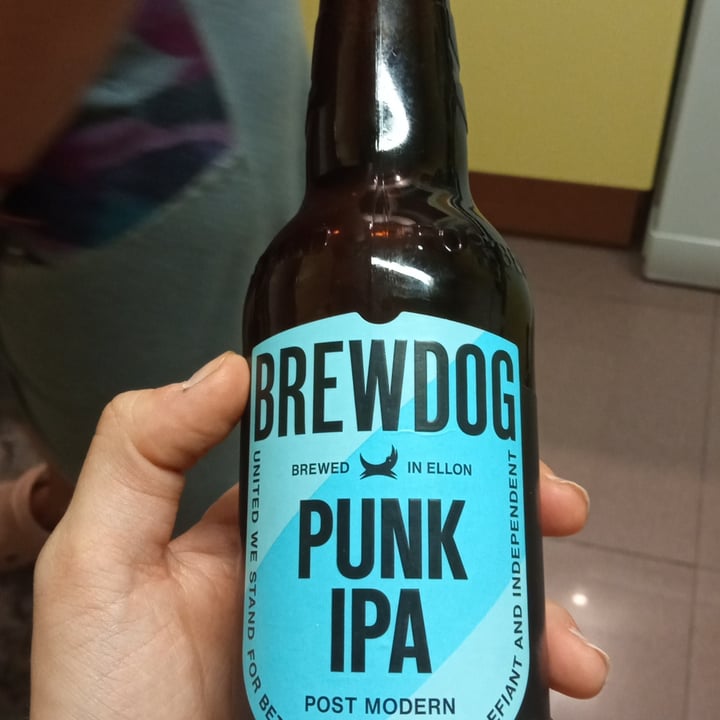 BREWDOG
BREWED IN ELLON
PUNK
IPA
POST MODERN
UNITED WE STAND FOR
AND INDEPENDENT